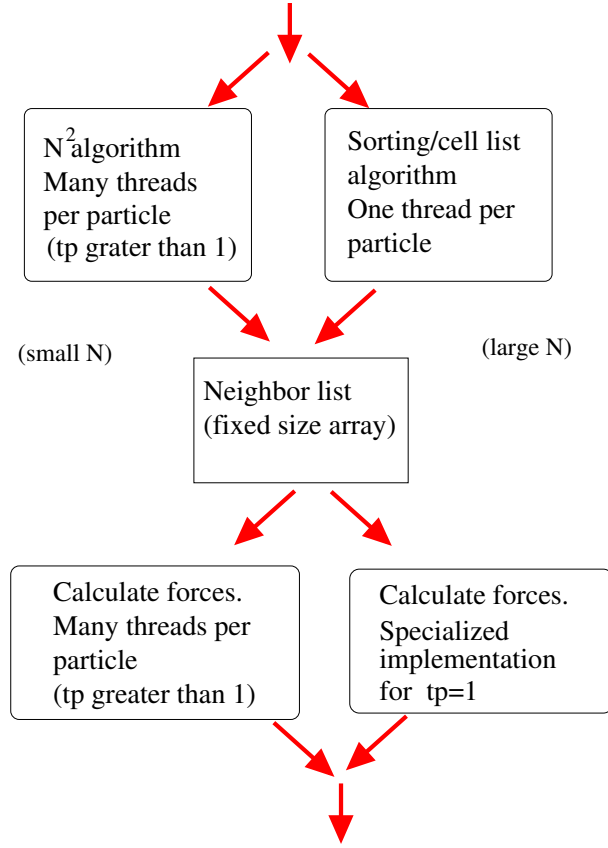 N² algorithm
Many threads
per particle
(tp grater than 1)
Sorting/cell list
algorithm
One thread per
particle
(small N)
(large N)
Neighbor list
(fixed size array)
Calculate forces.
Many threads per
particle
(tp greater than 1)
Calculate forces.
Specialized
implementation
for tp=1